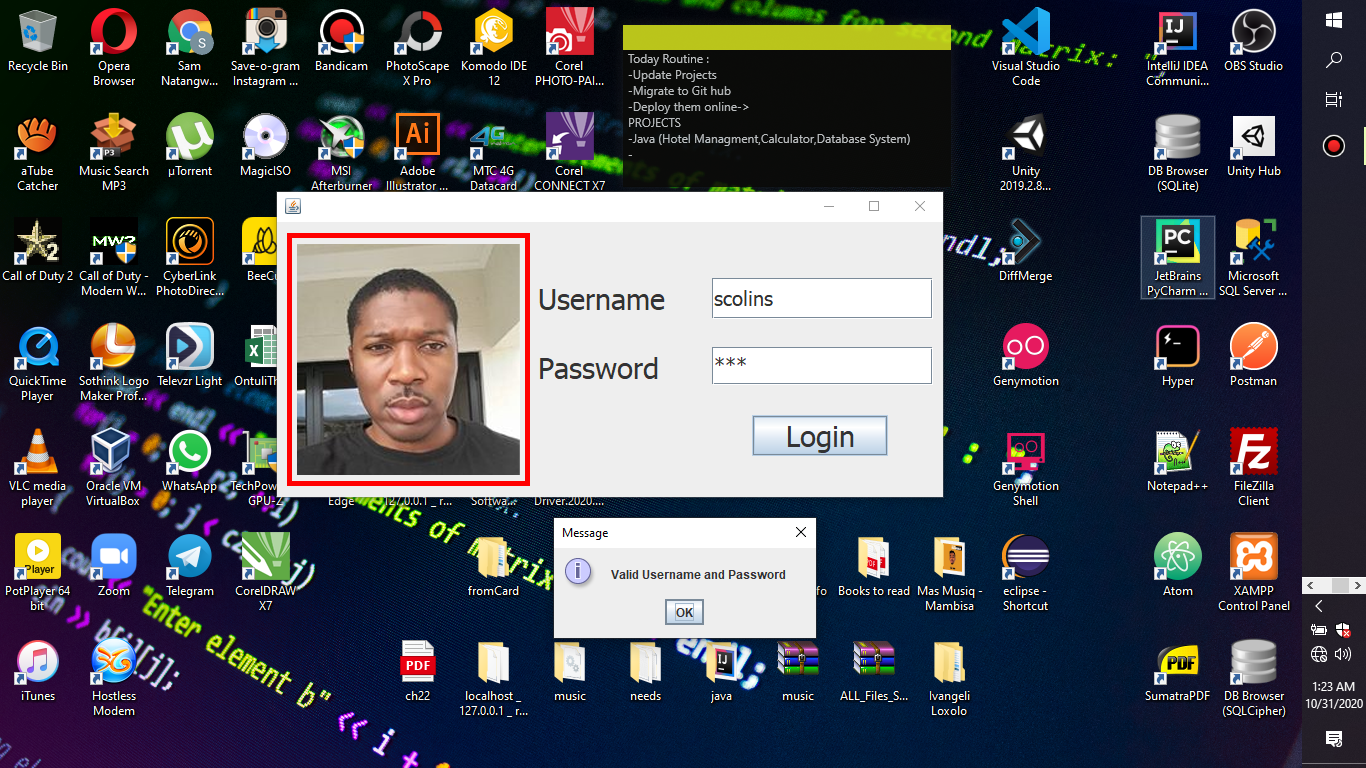 Recycle Bin
Opera
Browser
Sam
Natangw...
Save-o-gram
Instagram ...
Bandicam
PhotoScape
X Pro
Komodo IDE
12
Corel
PHOTO-PAI...
and columns for second matrix: "
Today Routine :
-Update Projects
-Migrate to Git hub
-Deploy them online->
PROJECTS
-Java (Hotel Managment,Calculator,Database System)
-
Visual Studio
Code
IntelliJ IDEA
Communi...
OBS Studio
aTube
Catcher
Music Search
MP3
µTorrent
MagicISO
MSI
Afterburner
Adobe
Illustrator ...
MTC 4G
Datacard
Corel
CONNECT X7
Unity
2019.2.8...
DB Browser
(SQLite)
Unity Hub
Call of Duty 2
Call of Duty -
Modern W...
CyberLink
PhotoDirec...
BeeCu
Username
scolins
Password
***
Login
endl;
DiffMerge
JetBrains
PyCharm ...
Microsoft
SQL Server ...
QuickTime
Player
Sothink Logo
Maker Prof...
Televzr Light
OntuliTh
Genymotion
Hyper
Postman
VLC media
player
Oracle VM
VirtualBox
WhatsApp
TechPow
GPU-Z
Edge
127.0.0.1 _ r...
Softwa...
Driver.2020....
Genymotion
Shell
Notepad++
FileZilla
Client
PotPlayer 64
bit
Zoom
Telegram
CorelDRAW
X7
fromCard
Message
Valid Username and Password
OK
fo
Books to read
Mas Musiq -
Mambisa
eclipse -
Shortcut
Atom
XAMPP
Control Panel
"Enter element b" << i +
b[i][j];
endl;
iTunes
Hostless
Modem
ch22
localhost _
127.0.0.1 _ r...
music
needs
java
music
ALL_Files_S...
Ivangeli
Loxolo
SumatraPDF
DB Browser
(SQLCipher)
1:23 AM
10/31/2020